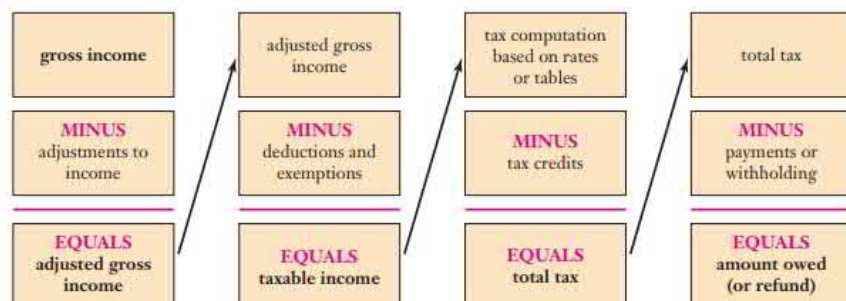 gross income
MINUS
adjustments to
income
EQUALS
adjusted gross
income
adjusted gross
income
MINUS
deductions and
exemptions
EQUALS
taxable income
tax computation
based on rates
or tables
MINUS
tax credits
EQUALS
total tax
total tax
MINUS
payments or
withholding
EQUALS
amount owed
(or refund)